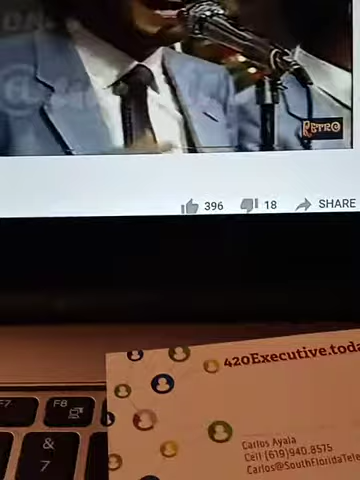 RETRO
396 18 SHARE
420Executive.toda
F7 F8
&
7
Carlos Ayala
Cell (619)940.8575
Carlos@SouthFloridaTele